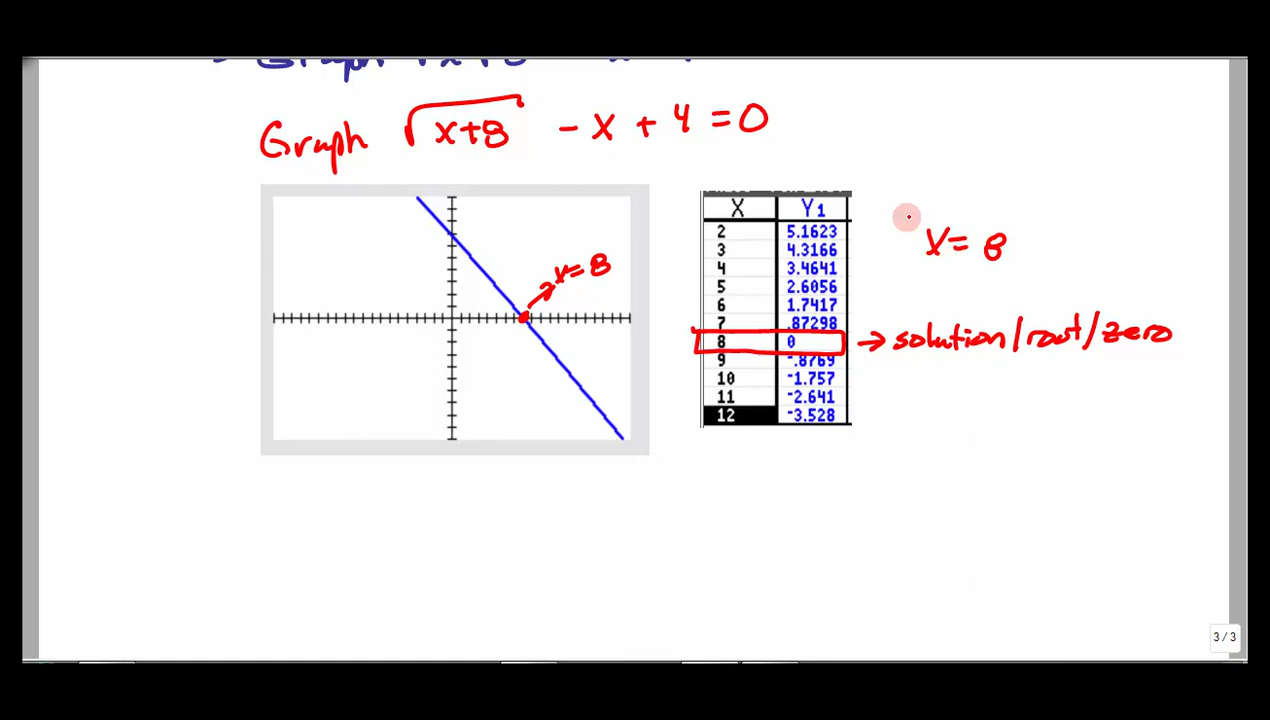 Graph √x+8 - x + 4 = 0
x = 8
X Y1
2 5.1623
3 4.3166
4 3.4641
5 2.6056
6 1.7417
7 .87298
8 0
9 -.8769
10 -1.757
11 -2.641
12 -3.528
x = 8
→ solution/root/zero
3 / 3